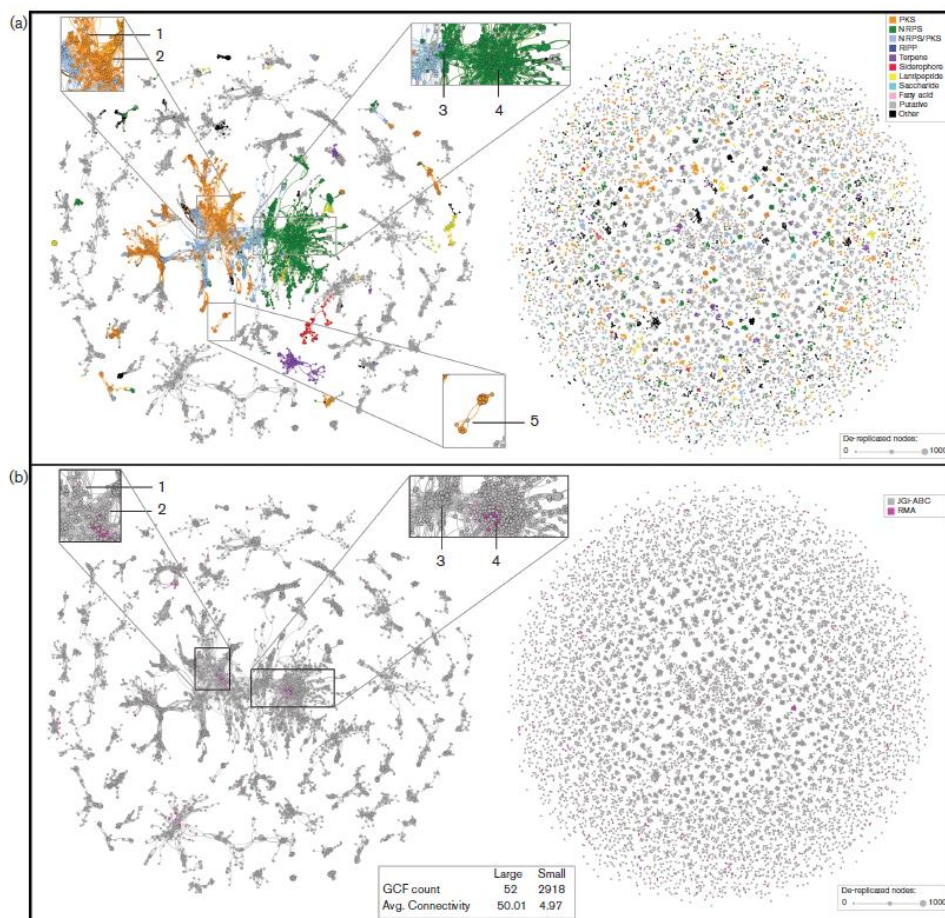 (a)
1
2
3 4
5
PKS
NRPS
NRPS/PKS
RIPP
Terpene
Siderophore
Lantipeptide
Saccharide
Fatty acid
Putative
Other
De-replicated nodes:
0 1000
(b)
1
2
3 4
JGI-ABC
RMA
Large Small
GCF count 52 2918
Avg. Connectivity 50.01 4.97
De-replicated nodes:
0 1000